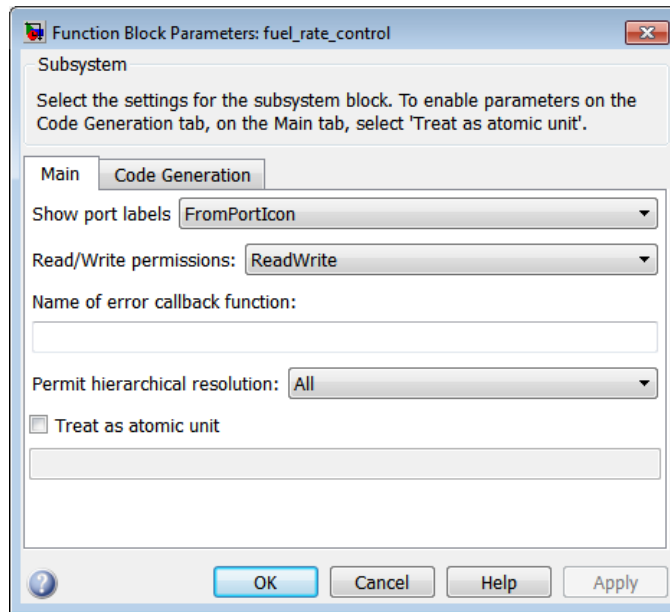 Function Block Parameters: fuel_rate_control
Subsystem
Select the settings for the subsystem block. To enable parameters on the
Code Generation tab, on the Main tab, select 'Treat as atomic unit'.
Main Code Generation
Show port labels FromPortIcon
Read/Write permissions: ReadWrite
Name of error callback function:
Permit hierarchical resolution: All
Treat as atomic unit
OK Cancel Help Apply